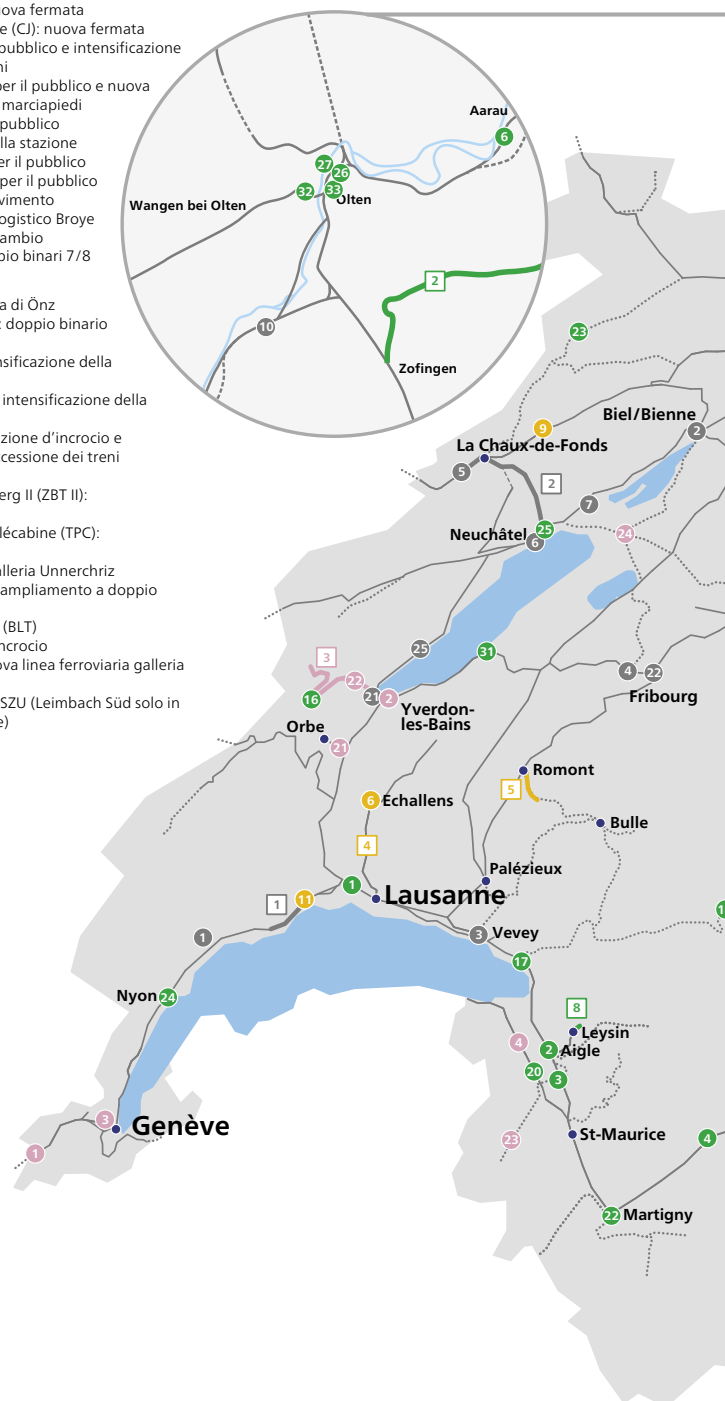 uova fermata
e (CJ): nuova fermata
pubblico e intensificazione
ni
per il pubblico e nuova
marciapiedi
pubblico
lla stazione
er il pubblico
per il pubblico
vimento
ogistico Broye
ambio
pio binari 7/8
a di Önz
: doppio binario
nsificazione della
intensificazione della
zione d’incrocio e
ccessione dei treni
erg II (ZBT II):
lécabine (TPC):
alleria Unnerchriz
ampliamento a doppio
(BLT)
ncrocio
ova linea ferroviaria galleria
SZU (Leimbach Süd solo in
e)
Aarau
6
27
26
32
33
Olten
Wangen bei Olten
2
10
Zofingen
23
9
Biel/Bienne
2
La Chaux-de-Fonds
5
2
7
Neuchâtel
25
6
24
25
31
3
22
16
21
2
Yverdon-
les-Bains
4
22
Fribourg
Orbe
21
Romont
5
6
Echallens
Bulle
4
Palézieux
1
Lausanne
11
1
1
3
Vevey
17
Nyon
24
8
Leysin
4
2
Aigle
20
3
3
Genève
1
St-Maurice
23
4
22
Martigny